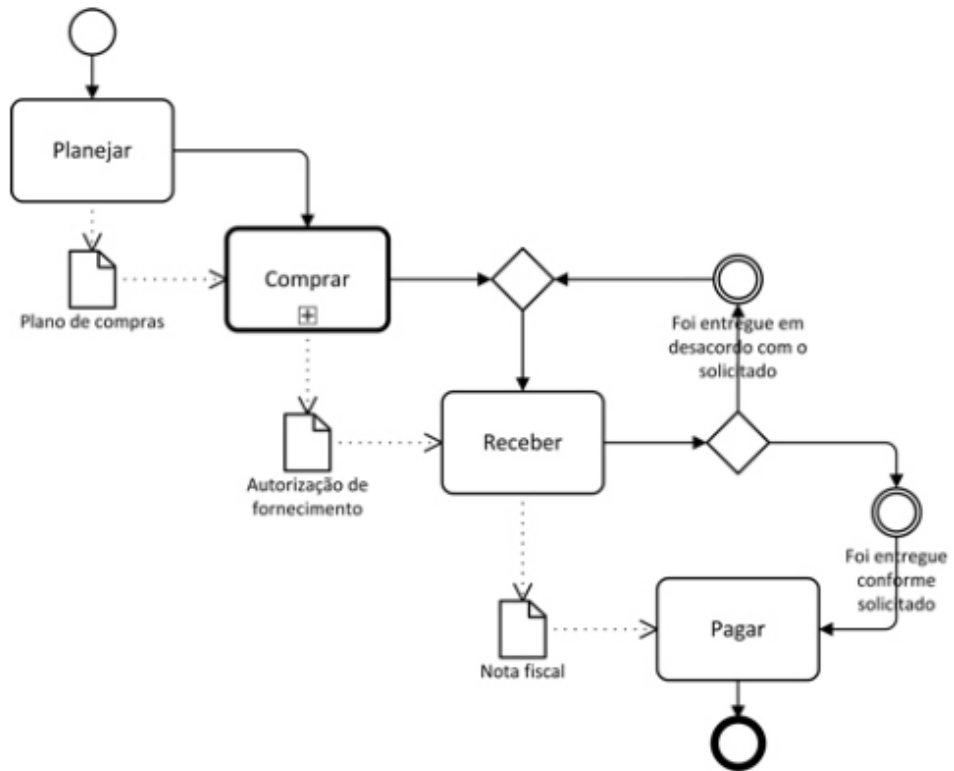 Planejar
Comprar
Plano de compras
Foi entregue em
desacordo com o
solicitado
Receber
Autorização de
fornecimento
Foi entregue
conforme
solicitado
Pagar
Nota fiscal